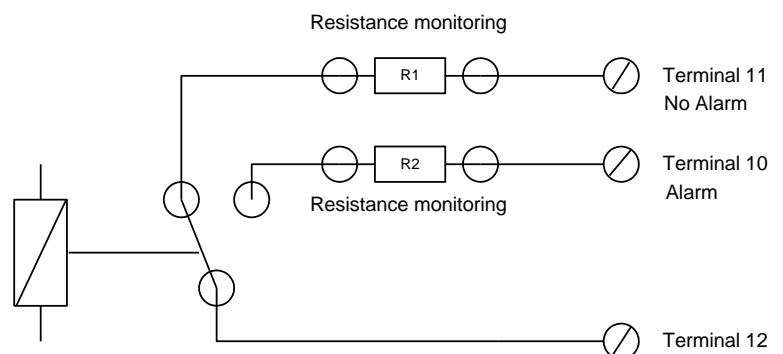 Resistance monitoring
R1
Terminal 11
No Alarm
R2
Terminal 10
Alarm
Resistance monitoring
Terminal 12